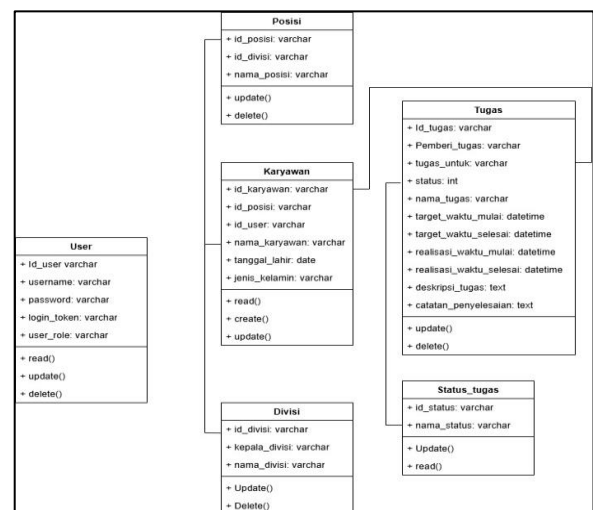 Posisi
+ id_posisi: varchar
+ id_divisi: varchar
+ nama_posisi: varchar
+ update()
+ delete()
Karyawan
+ id_karyawan: varchar
+ id_posisi: varchar
+ id_user: varchar
+ nama_karyawan: varchar
+ tanggal_lahir: date
+ jenis_kelamin: varchar
+ read()
+ create()
+ update()
Tugas
+ Id_tugas: varchar
+ Pemberi_tugas: varchar
+ tugas_untuk: varchar
+ status: int
+ nama_tugas: varchar
+ target_waktu_mulai: datetime
+ target_waktu_selesai: datetime
+ realisasi_waktu_mulai: datetime
+ realisasi_waktu_selesai: datetime
+ deskripsi_tugas: text
+ catatan_penyelesaian: text
+ update()
+ delete()
User
+ Id_user varchar
+ username: varchar
+ password: varchar
+ login_token: varchar
+ user_role: varchar
+ read()
+ update()
+ delete()
Divisi
+ id_divisi: varchar
+ kepala_divisi: varchar
+ nama_divisi: varchar
+ Update()
+ Delete()
Status_tugas
+ id_status: varchar
+ nama_status: varchar
+ Update()
+ read()